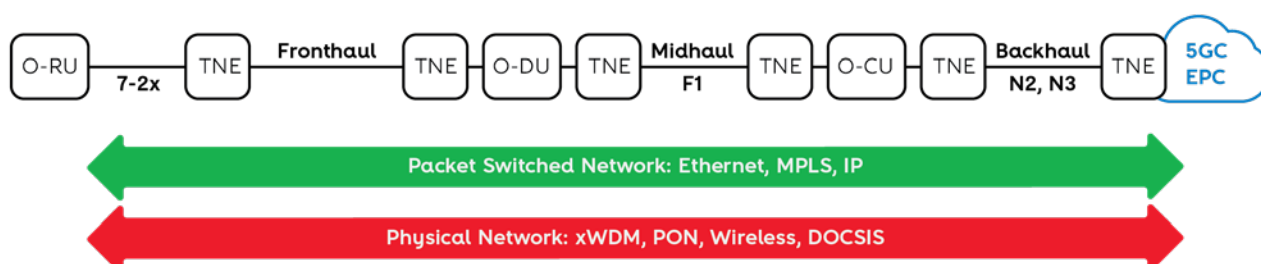 O-RU
7-2x
TNE
Fronthaul
TNE
O-DU
TNE
Midhaul
F1
TNE
O-CU
TNE
Backhaul
N2, N3
TNE
5GC
EPC
Packet Switched Network: Ethernet, MPLS, IP
Physical Network: xWDM, PON, Wireless, DOCSIS